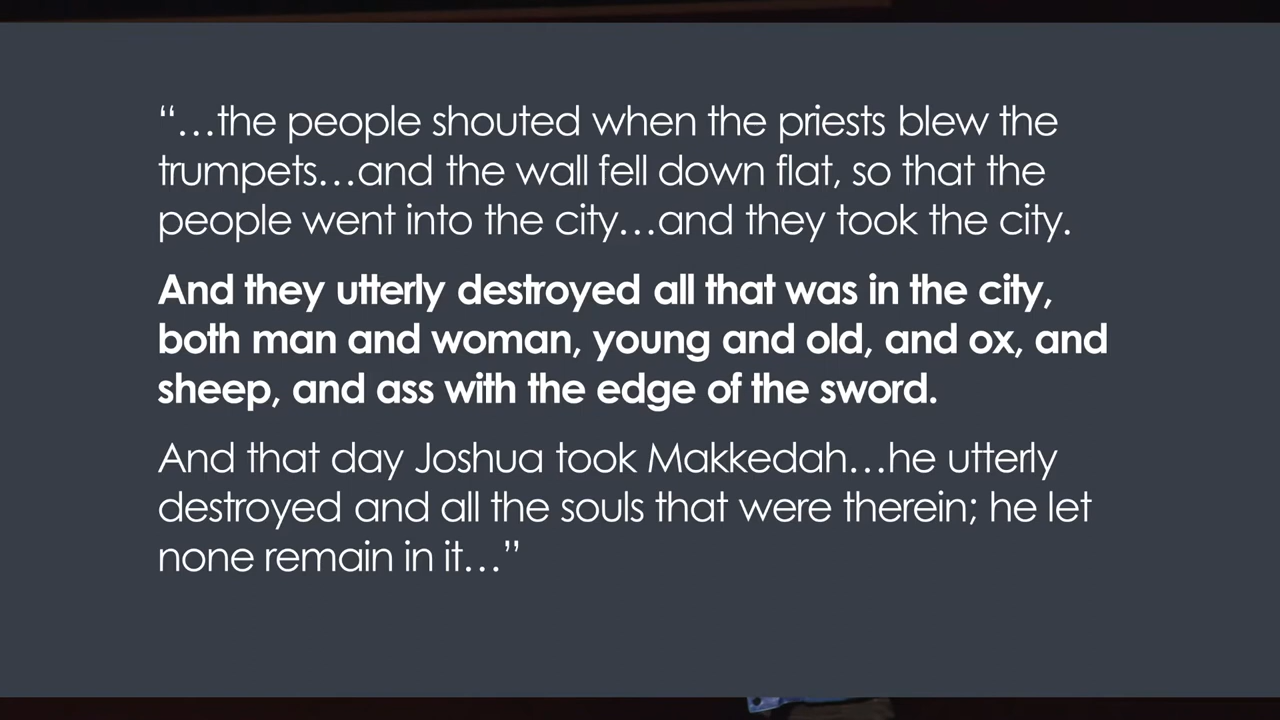 “…the people shouted when the priests blew the
trumpets…and the wall fell down flat, so that the
people went into the city…and they took the city.
And they utterly destroyed all that was in the city,
both man and woman, young and old, and ox, and
sheep, and ass with the edge of the sword.
And that day Joshua took Makkedah…he utterly
destroyed and all the souls that were therein; he let
none remain in it…”